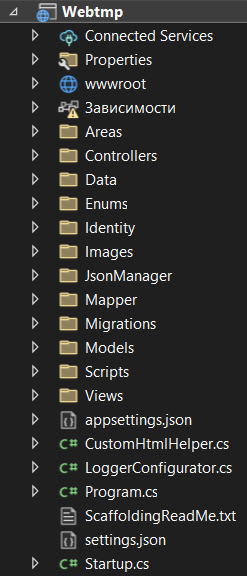 Webtmp
Connected Services
Properties
wwwroot
Зависимости
Areas
Controllers
Data
Enums
Identity
Images
JsonManager
Mapper
Migrations
Models
Scripts
Views
appsettings.json
C# CustomHtmlHelper.cs
C# LoggerConfigurator.cs
C# Program.cs
ScaffoldingReadMe.txt
settings.json
C# Startup.cs